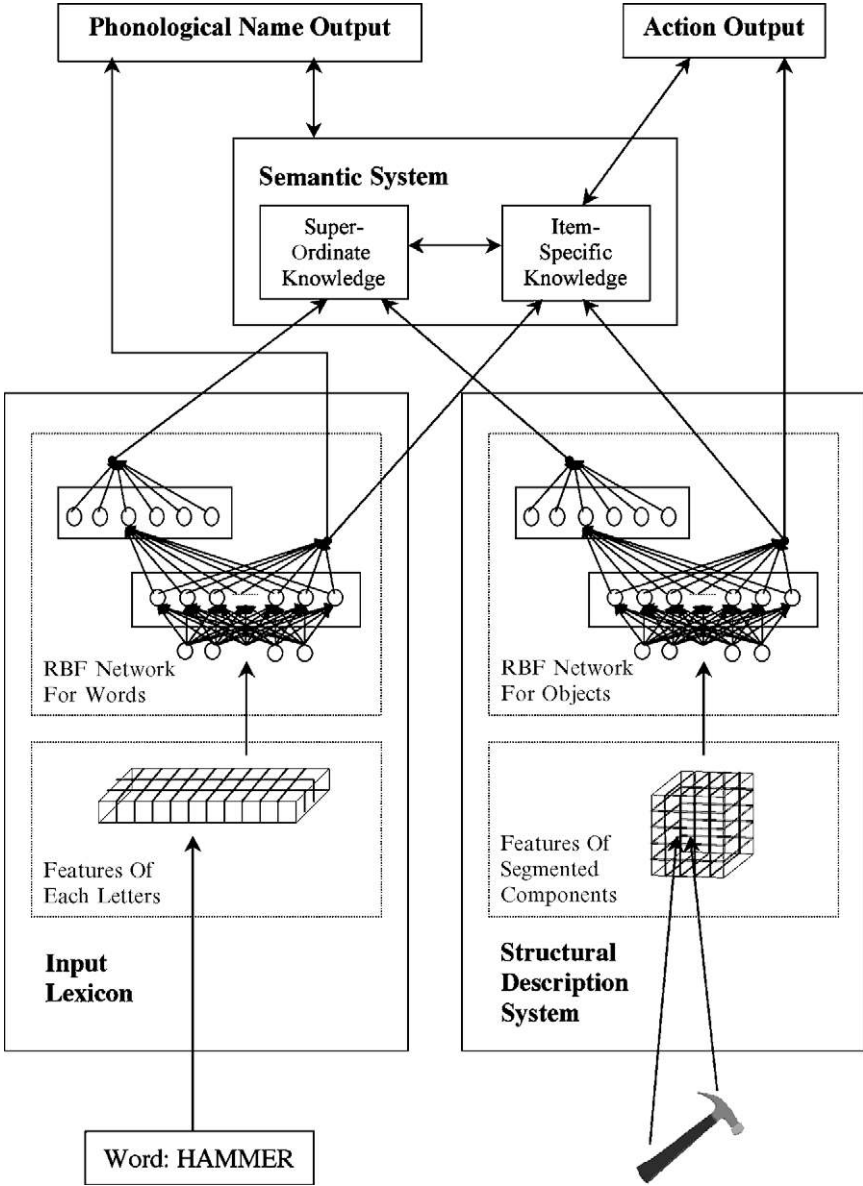 Phonological Name Output
Action Output
Semantic System
Super-
Ordinate
Knowledge
Item-
Specific
Knowledge
RBF Network
For Words
RBF Network
For Objects
Features Of
Each Letters
Features Of
Segmented
Components
Input
Lexicon
Structural
Description
System
Word: HAMMER